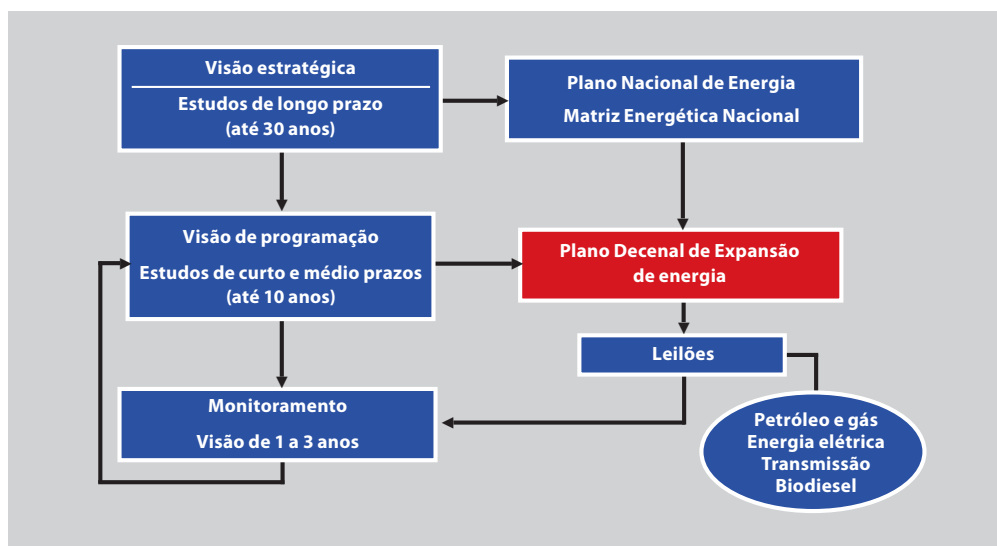 Visão estratégica
Estudos de longo prazo
(até 30 anos)
Plano Nacional de Energia
Matriz Energética Nacional
Visão de programação
Estudos de curto e médio prazos
(até 10 anos)
Plano Decenal de Expansão
de energia
Leilões
Monitoramento
Visão de 1 a 3 anos
Petróleo e gás
Energia elétrica
Transmissão
Biodiesel